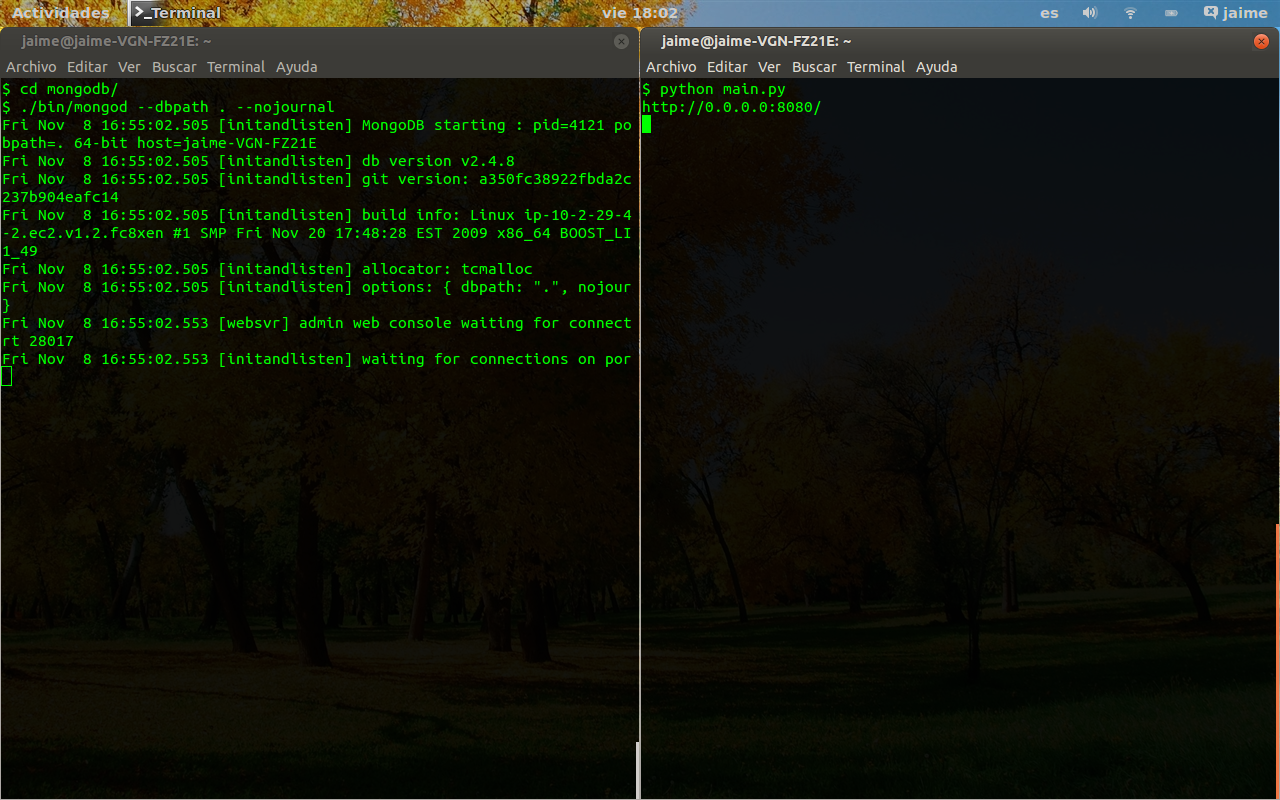 Actividades >_Terminal vie 18:02 es jaime
jaime@jaime-VGN-FZ21E: ~
Archivo Editar Ver Buscar Terminal Ayuda
$ cd mongodb/
$ ./bin/mongod --dbpath . --nojournal
Fri Nov  8 16:55:02.505 [initandlisten] MongoDB starting : pid=4121 po
bpath=. 64-bit host=jaime-VGN-FZ21E
Fri Nov  8 16:55:02.505 [initandlisten] db version v2.4.8
Fri Nov  8 16:55:02.505 [initandlisten] git version: a350fc38922fbda2c
237b904eafc14
Fri Nov  8 16:55:02.505 [initandlisten] build info: Linux ip-10-2-29-4
-2.ec2.v1.2.fc8xen #1 SMP Fri Nov 20 17:48:28 EST 2009 x86_64 BOOST_LI
1_49
Fri Nov  8 16:55:02.505 [initandlisten] allocator: tcmalloc
Fri Nov  8 16:55:02.505 [initandlisten] options: { dbpath: ".", nojour
}
Fri Nov  8 16:55:02.553 [websvr] admin web console waiting for connect
rt 28017
Fri Nov  8 16:55:02.553 [initandlisten] waiting for connections on por
jaime@jaime-VGN-FZ21E: ~
Archivo Editar Ver Buscar Terminal Ayuda
$ python main.py
http://0.0.0.0:8080/